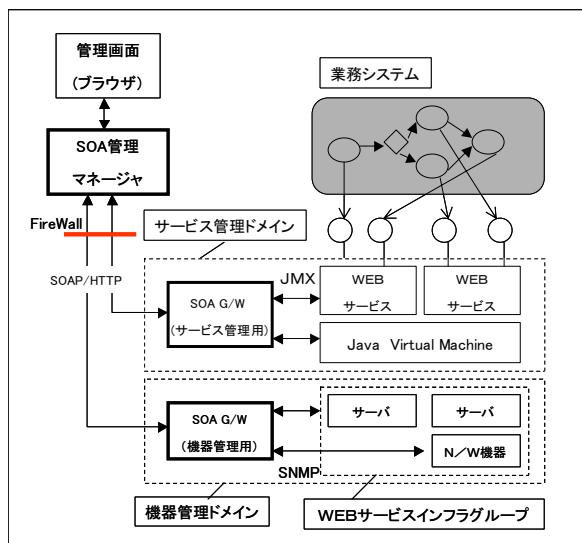 管理画面
(ブラウザ)
業務システム
SOA管理
マネージャ
FireWall
サービス管理ドメイン
SOAP/HTTP
JMX
WEB
サービス
WEB
サービス
SOA G/W
(サービス管理用)
Java Virtual Machine
SOA G/W
(機器管理用)
サーバ
サーバ
N/W機器
SNMP
機器管理ドメイン
WEBサービスインフラグループ